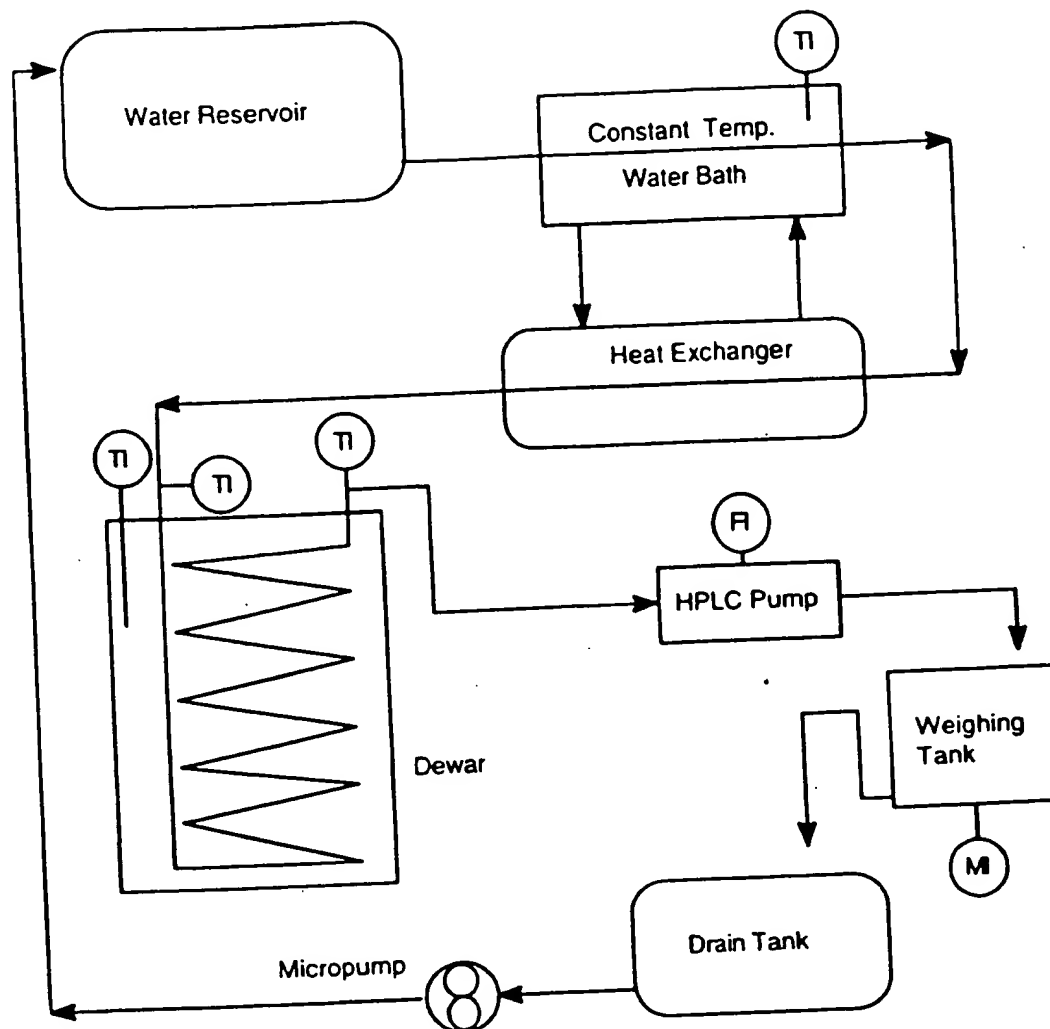 TI
Water Reservoir
Constant Temp.
Water Bath
Heat Exchanger
TI
TI
TI
FI
HPLC Pump
Weighing
Tank
Dewar
MI
Drain Tank
Micropump